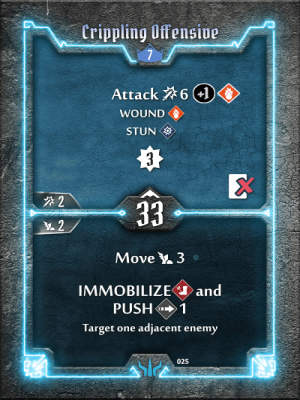 Crippling Offensive
7
Attack 6 +1
WOUND
STUN
3
2
33
2
Move 3
IMMOBILIZE and
PUSH 1
Target one adjacent enemy
025